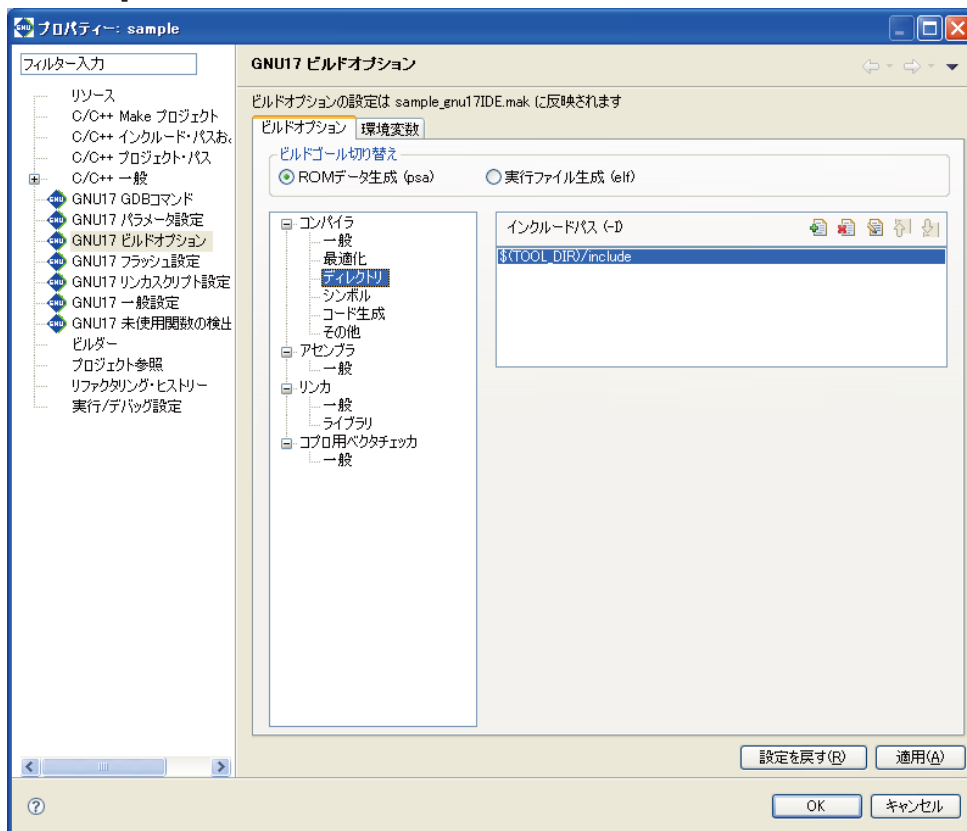 プロパティー: sample
フィルター入力
リソース
C/C++ Make プロジェクト
C/C++ インクルード・パスお、
C/C++ プロジェクト・パス
C/C++ 一般
GNU17 GDBコマンド
GNU17 パラメータ設定
GNU17 ビルドオプション
GNU17 フラッシュ設定
GNU17 リンカスクリプト設定
GNU17 一般設定
GNU17 未使用関数の検出
ビルダー
プロジェクト参照
リファクタリング・ヒストリー
実行/デバッグ設定
GNU17 ビルドオプション
ビルドオプションの設定は sample_gnu17IDE.mak に反映されます
ビルドオプション 環境変数
ビルドゴール切り替え
ROMデータ生成 (psa) 実行ファイル生成 (elf)
コンパイラ
一般
最適化
ディレクトリ
シンボル
コード生成
その他
アセンブラ
一般
リンカ
一般
ライブラリ
コプロ用ベクタチェッカ
一般
インクルードパス (-I)
$(TOOL_DIR)/include
設定を戻す(R) 適用(A)
OK キャンセル